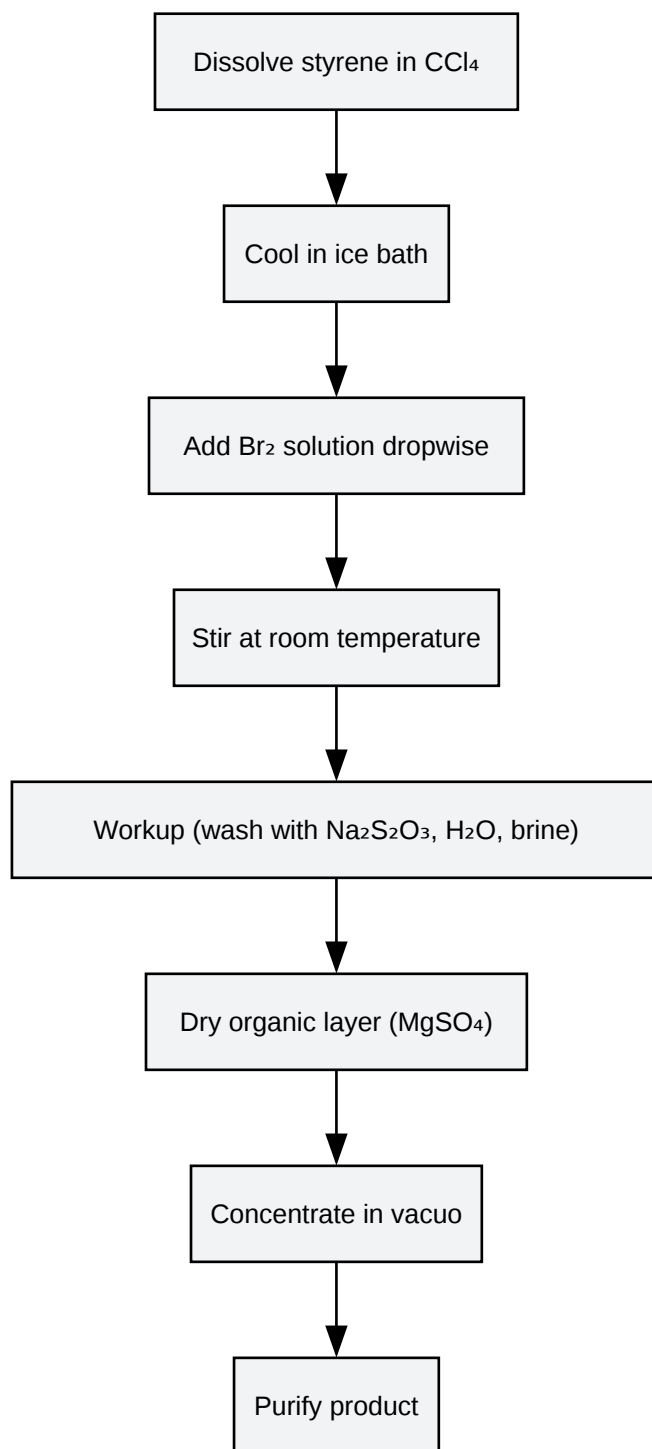 Dissolve styrene in CCl₄
Cool in ice bath
Add Br₂ solution dropwise
Stir at room temperature
Workup (wash with Na₂S₂O₃, H₂O, brine)
Dry organic layer (MgSO₄)
Concentrate in vacuo
Purify product